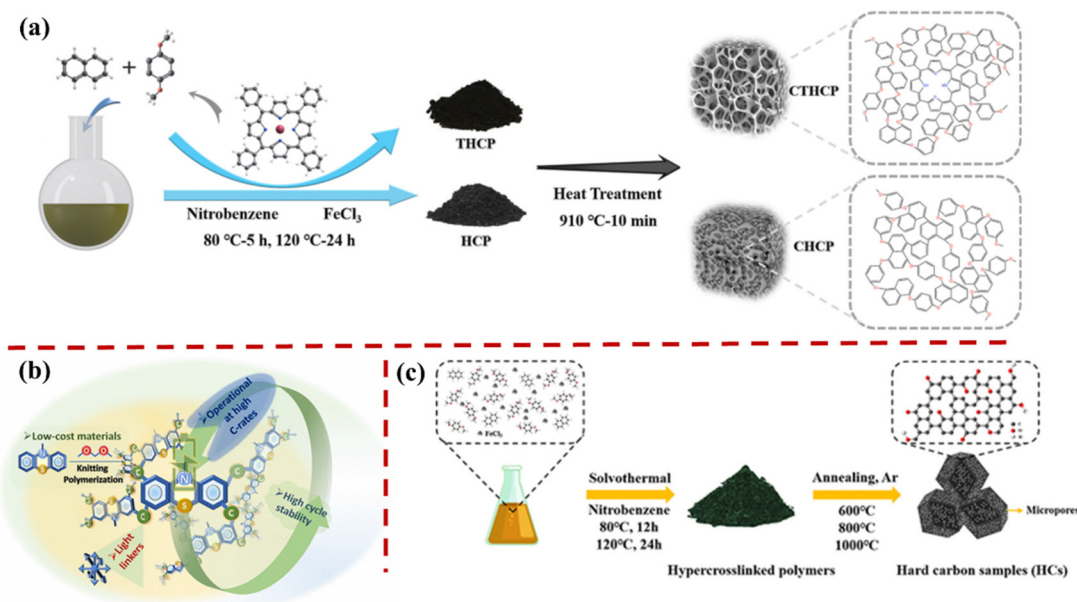 (a)
+
THCP
HCP
Nitrobenzene FeCl₃
80 °C-5 h, 120 °C-24 h
Heat Treatment
910 °C-10 min
CTHCP
CHCP
(b)
➢Operational
at high
C-rates
➢Low-cost materials
Knitting
Polymerization
N
S
C
C
C
C
➢High cycle
stability
➢Light
linkers
(c)
FeCl₃
Solvothermal
Nitrobenzene
80°C, 12h
120°C, 24h
Hypercrosslinked polymers
Annealing, Ar
600°C
800°C
1000°C
Micropores
Hard carbon samples (HCs)